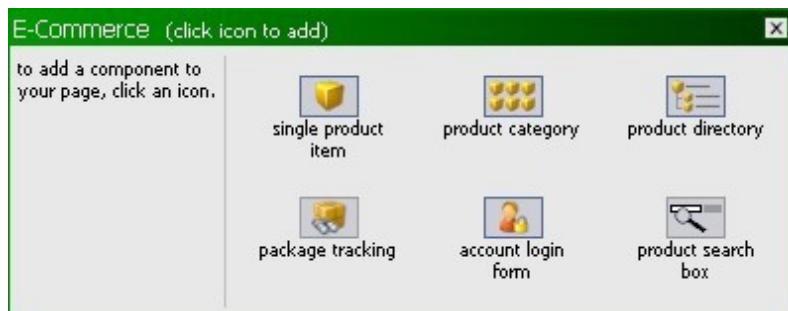 E-Commerce (click icon to add)
to add a component to
your page, click an icon.
single product
item
product category
product directory
package tracking
account login
form
product search
box